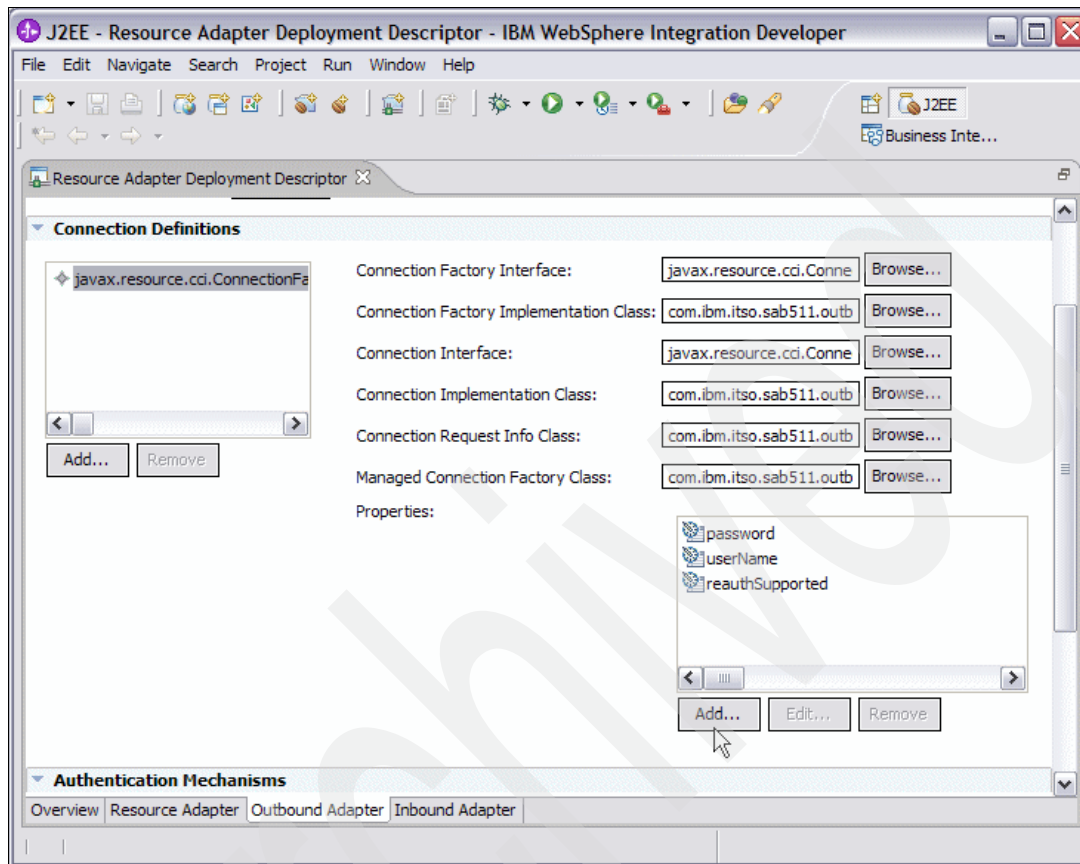 J2EE - Resource Adapter Deployment Descriptor - IBM WebSphere Integration Developer
File Edit Navigate Search Project Run Window Help
J2EE
Business Inte...
Resource Adapter Deployment Descriptor
Connection Definitions
javax.resource.cci.ConnectionFa
Connection Factory Interface: javax.resource.cci.Conne Browse...
Connection Factory Implementation Class: com.ibm.itso.sab511.outb Browse...
Connection Interface: javax.resource.cci.Conne Browse...
Connection Implementation Class: com.ibm.itso.sab511.outb Browse...
Connection Request Info Class: com.ibm.itso.sab511.outb Browse...
Managed Connection Factory Class: com.ibm.itso.sab511.outb Browse...
Add... Remove
Properties:
password
userName
reauthSupported
Add... Edit... Remove
Authentication Mechanisms
Overview Resource Adapter Outbound Adapter Inbound Adapter
chived